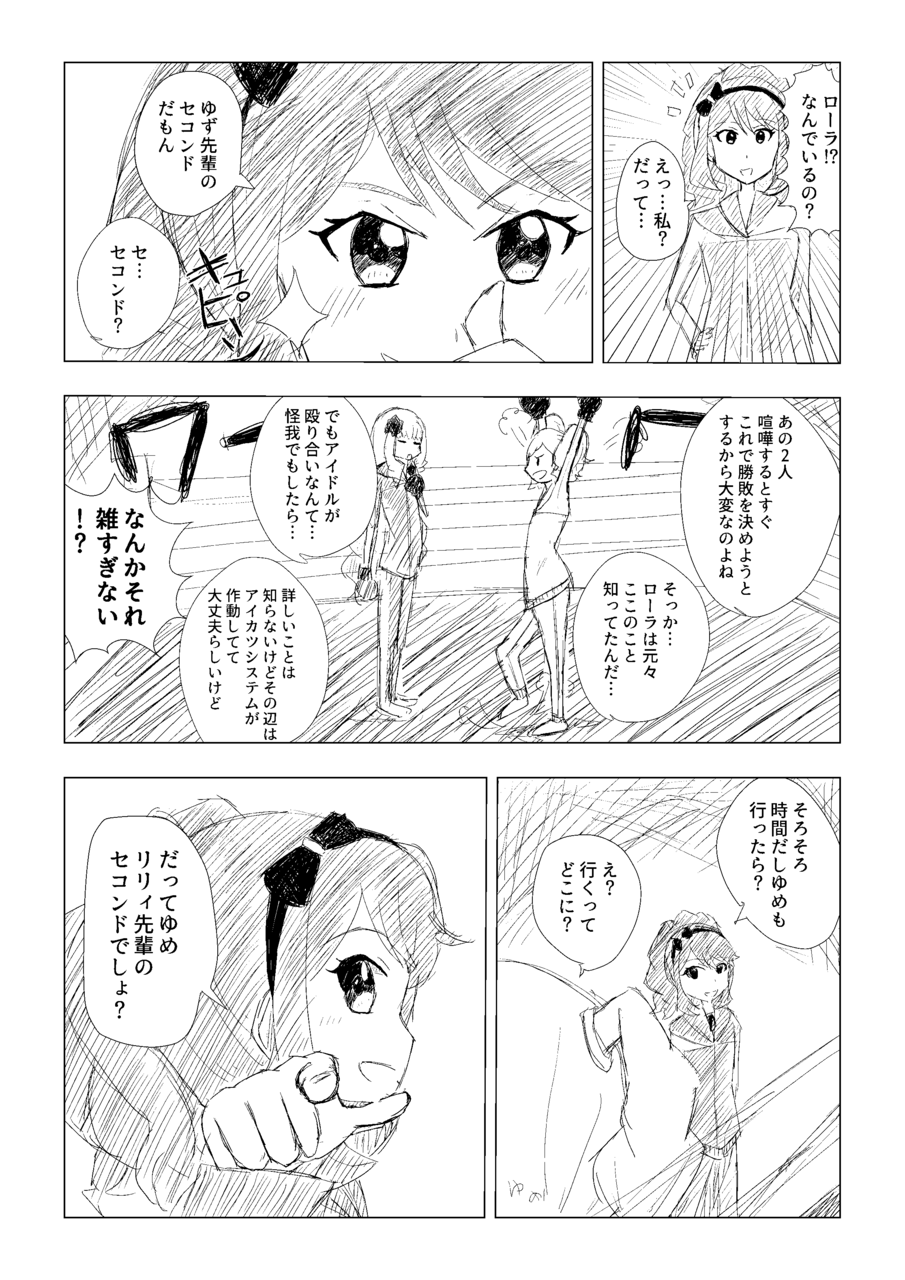 ローラ!?
なんでいるの?
えっ…私?
だって…
ゆず先輩の
セコンド
だもん
セ…
セコンド?
キュピーン
あの2人
喧嘩するとすぐ
これで勝敗を決めようと
するから大変なのよね
そっか…
ローラは元々
ここのこと
知ってたんだ…
でもアイドルが
殴り合いなんて…
怪我でもしたら…
詳しいことは
知らないけどその辺は
アイカツシステムが
作動してて
大丈夫らしいけど
なんかそれ
雑すぎない
!?
そろそろ
時間だしゆめも
行ったら?
え?
行くって
どこに?
ゆめ
だってゆめ
リリィ先輩の
セコンドでしょ?